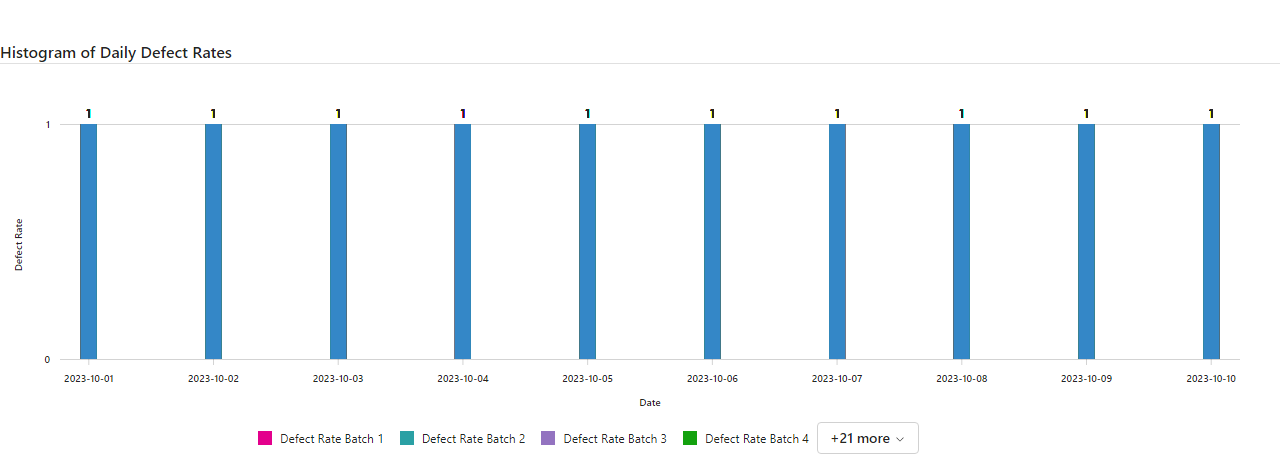 Histogram of Daily Defect Rates
1 1 1 1 1 1 1 1 1 1
1
Defect Rate
0
2023-10-01 2023-10-02 2023-10-03 2023-10-04 2023-10-05 2023-10-06 2023-10-07 2023-10-08 2023-10-09 2023-10-10
Date
Defect Rate Batch 1 Defect Rate Batch 2 Defect Rate Batch 3 Defect Rate Batch 4 +21 more